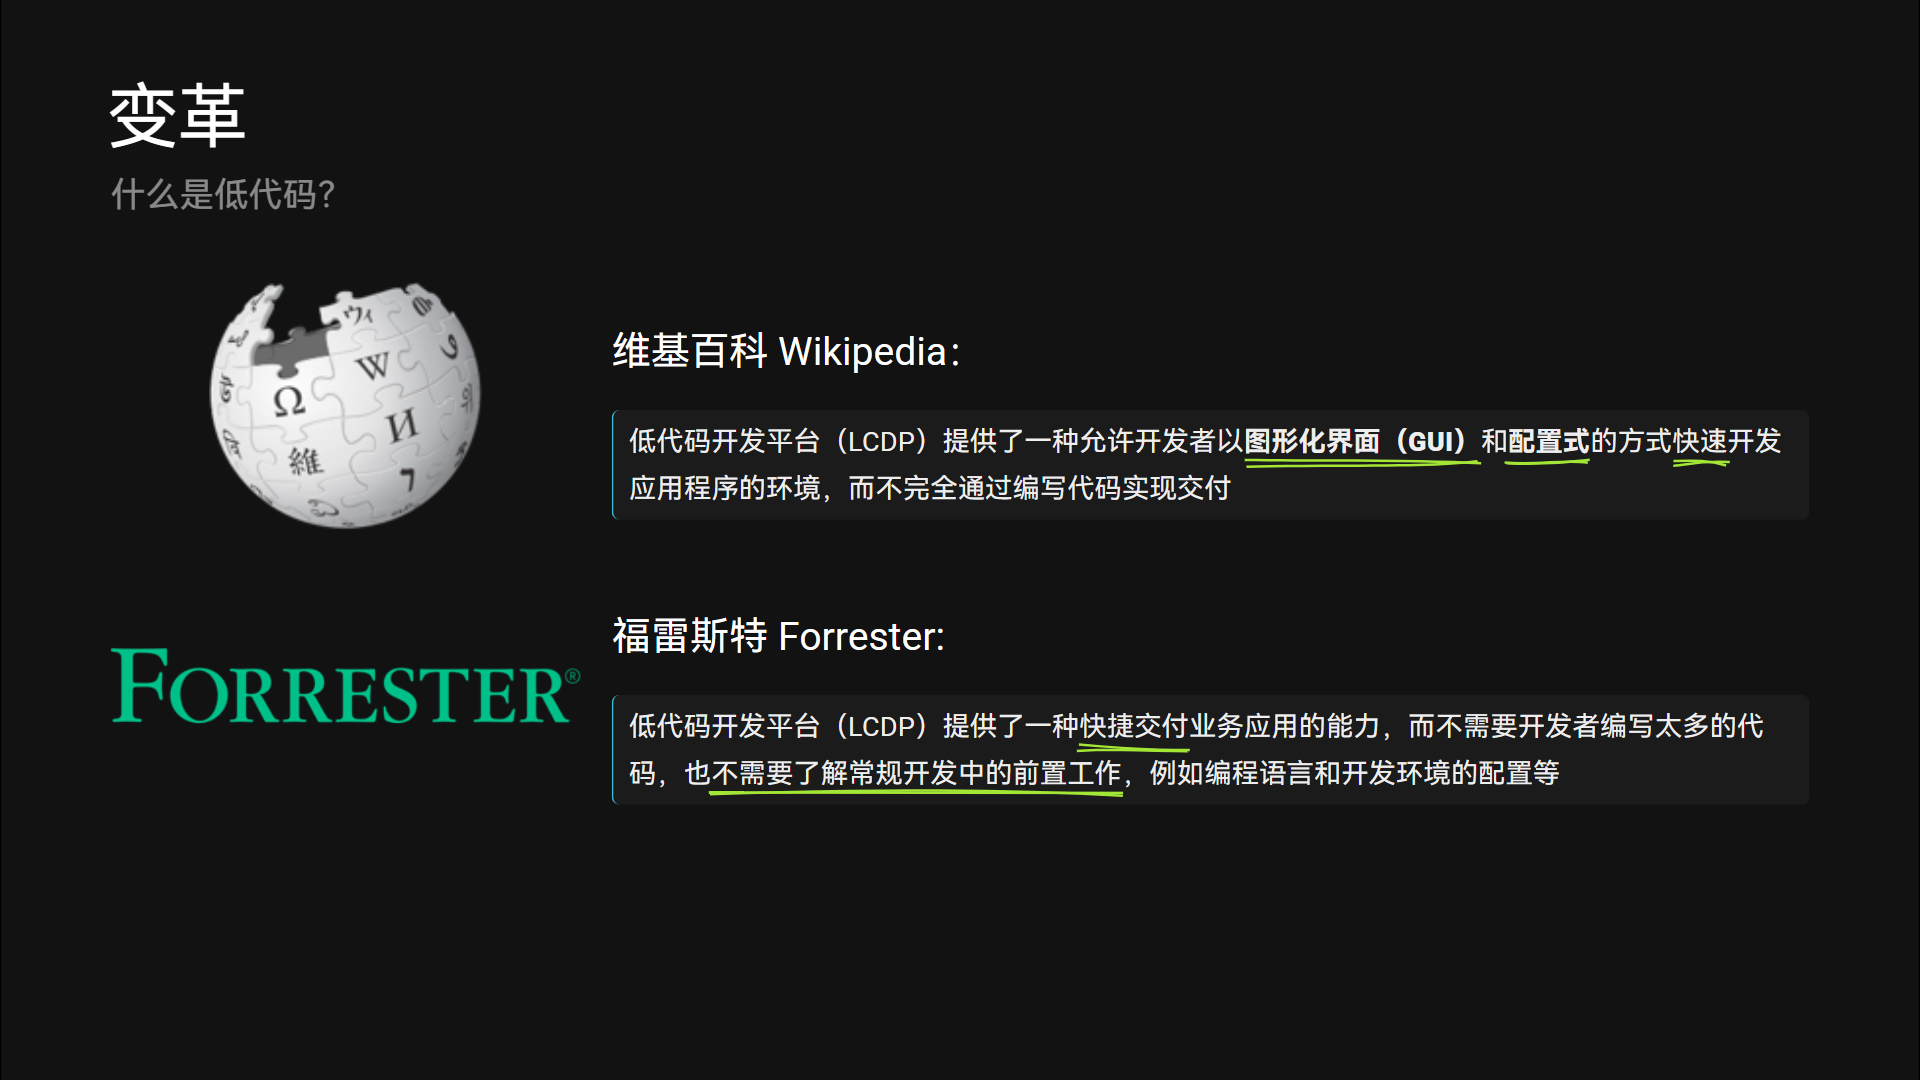 变革
什么是低代码?
ウィ
Ω
W
И
維
ר
维基百科 Wikipedia：
低代码开发平台（LCDP）提供了一种允许开发者以图形化界面（GUI）和配置式的方式快速开发
应用程序的环境，而不完全通过编写代码实现交付
FORRESTER®
福雷斯特 Forrester:
低代码开发平台（LCDP）提供了一种快捷交付业务应用的能力，而不需要开发者编写太多的代
码，也不需要了解常规开发中的前置工作，例如编程语言和开发环境的配置等